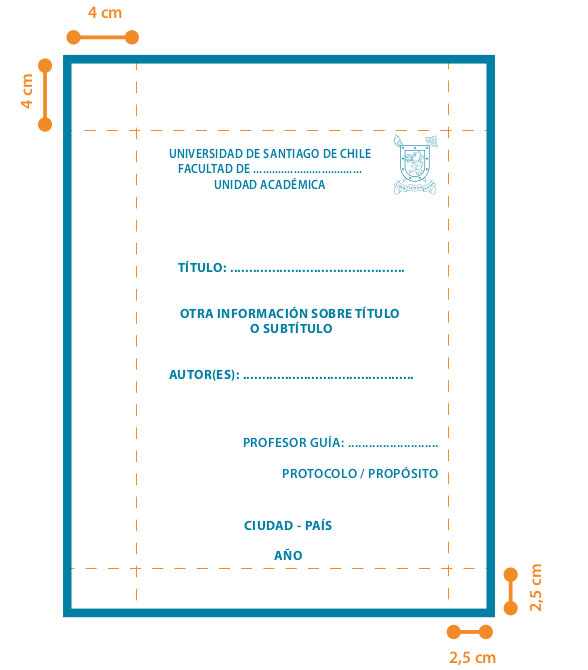 4 cm
4 cm
UNIVERSIDAD DE SANTIAGO DE CHILE
FACULTAD DE ..................................
UNIDAD ACADÉMICA
TÍTULO: ..............................................
OTRA INFORMACIÓN SOBRE TÍTULO
O SUBTÍTULO
AUTOR(ES): .............................................
PROFESOR GUÍA: ..........................
PROTOCOLO / PROPÓSITO
CIUDAD - PAÍS
AÑO
2,5 cm
2,5 cm